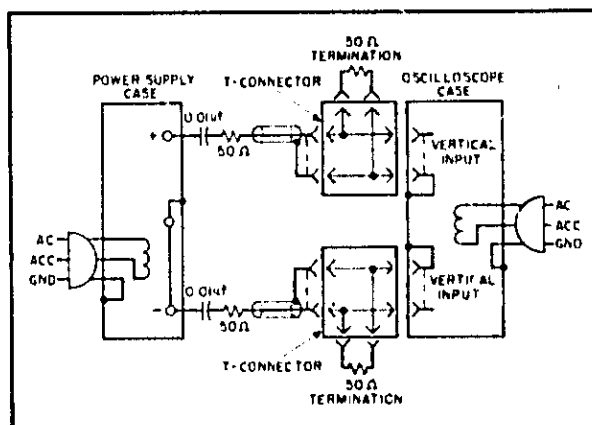 50 Ω
TERMINATION
T-CONNECTOR
POWER SUPPLY
CASE
OSCILLOSCOPE
CASE
0.01uf
+
50 Ω
VERTICAL
INPUT
AC
ACC
GND
AC
ACC
GND
0.01uf
-
50 Ω
VERTICAL
INPUT
T-CONNECTOR
50 Ω
TERMINATION